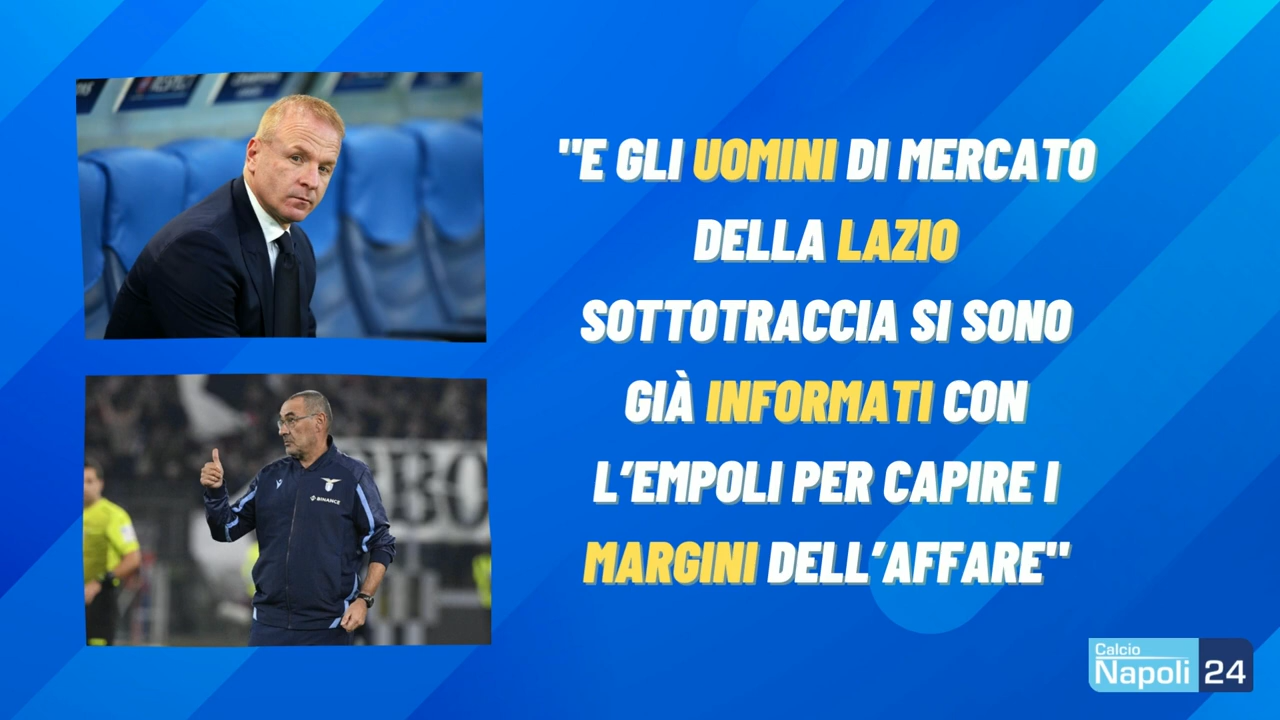 "E GLI UOMINI DI MERCATO
DELLA LAZIO
SOTTOTRACCIA SI SONO
GIÀ INFORMATI CON
L'EMPOLI PER CAPIRE I
MARGINI DELL'AFFARE"
BINANCE
Calcio
Napoli 24